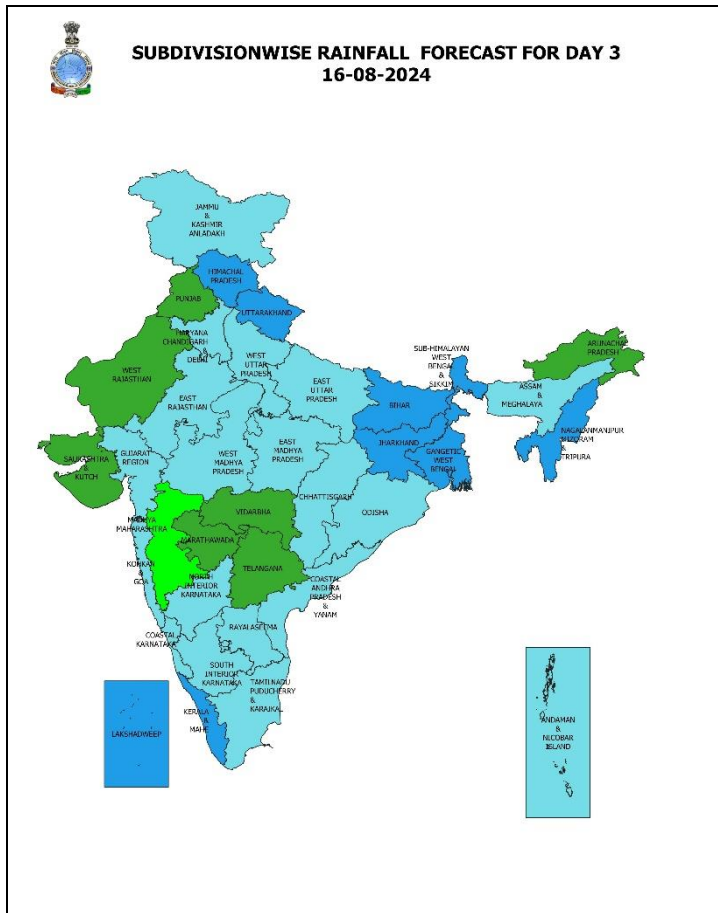 SUBDIVISIONWISE RAINFALL FORECAST FOR DAY 3
16-08-2024
JAMMU
&
KASHMIR
ANLADAKH
HIMACHAL
PRADESH
PUNJAB
UTTARAKHAND
HARYANA
CHANDIGARH
&
DELHI
WEST
RAJASTHAN
WEST
UTTAR
PRADESH
EAST
UTTAR
PRADESH
EAST
RAJASTHAN
SUB-HIMALAYAN
WEST
BENGAL
&
SIKKIM
ARUNACHAL
PRADESH
ASSAM
&
MEGHALAYA
NAGALANMANIPUR
MIZORAM
&
TRIPURA
BIHAR
JHARKHAND
GANGETIC
WEST
BENGAL
SAURASHTRA
&
KUTCH
GUJARAT
REGION
WEST
MADHYA
PRADESH
EAST
MADHYA
PRADESH
CHHATTISGARH
ODISHA
MADHYA
MAHARASHTRA
VIDARBHA
MARATHAWADA
TELANGANA
KONKAN
&
GOA
NORTH
INTERIOR
KARNATAKA
COASTAL
ANDHRA
PRADESH
&
YANAM
RAYALASEEMA
COASTAL
KARNATAKA
SOUTH
INTERIOR
KARNATAKA
TAMILNADU
PUDUCHERRY
&
KARAIKAL
KERALA
&
MAHE
LAKSHADWEEP
ANDAMAN
&
NICOBAR
ISLAND